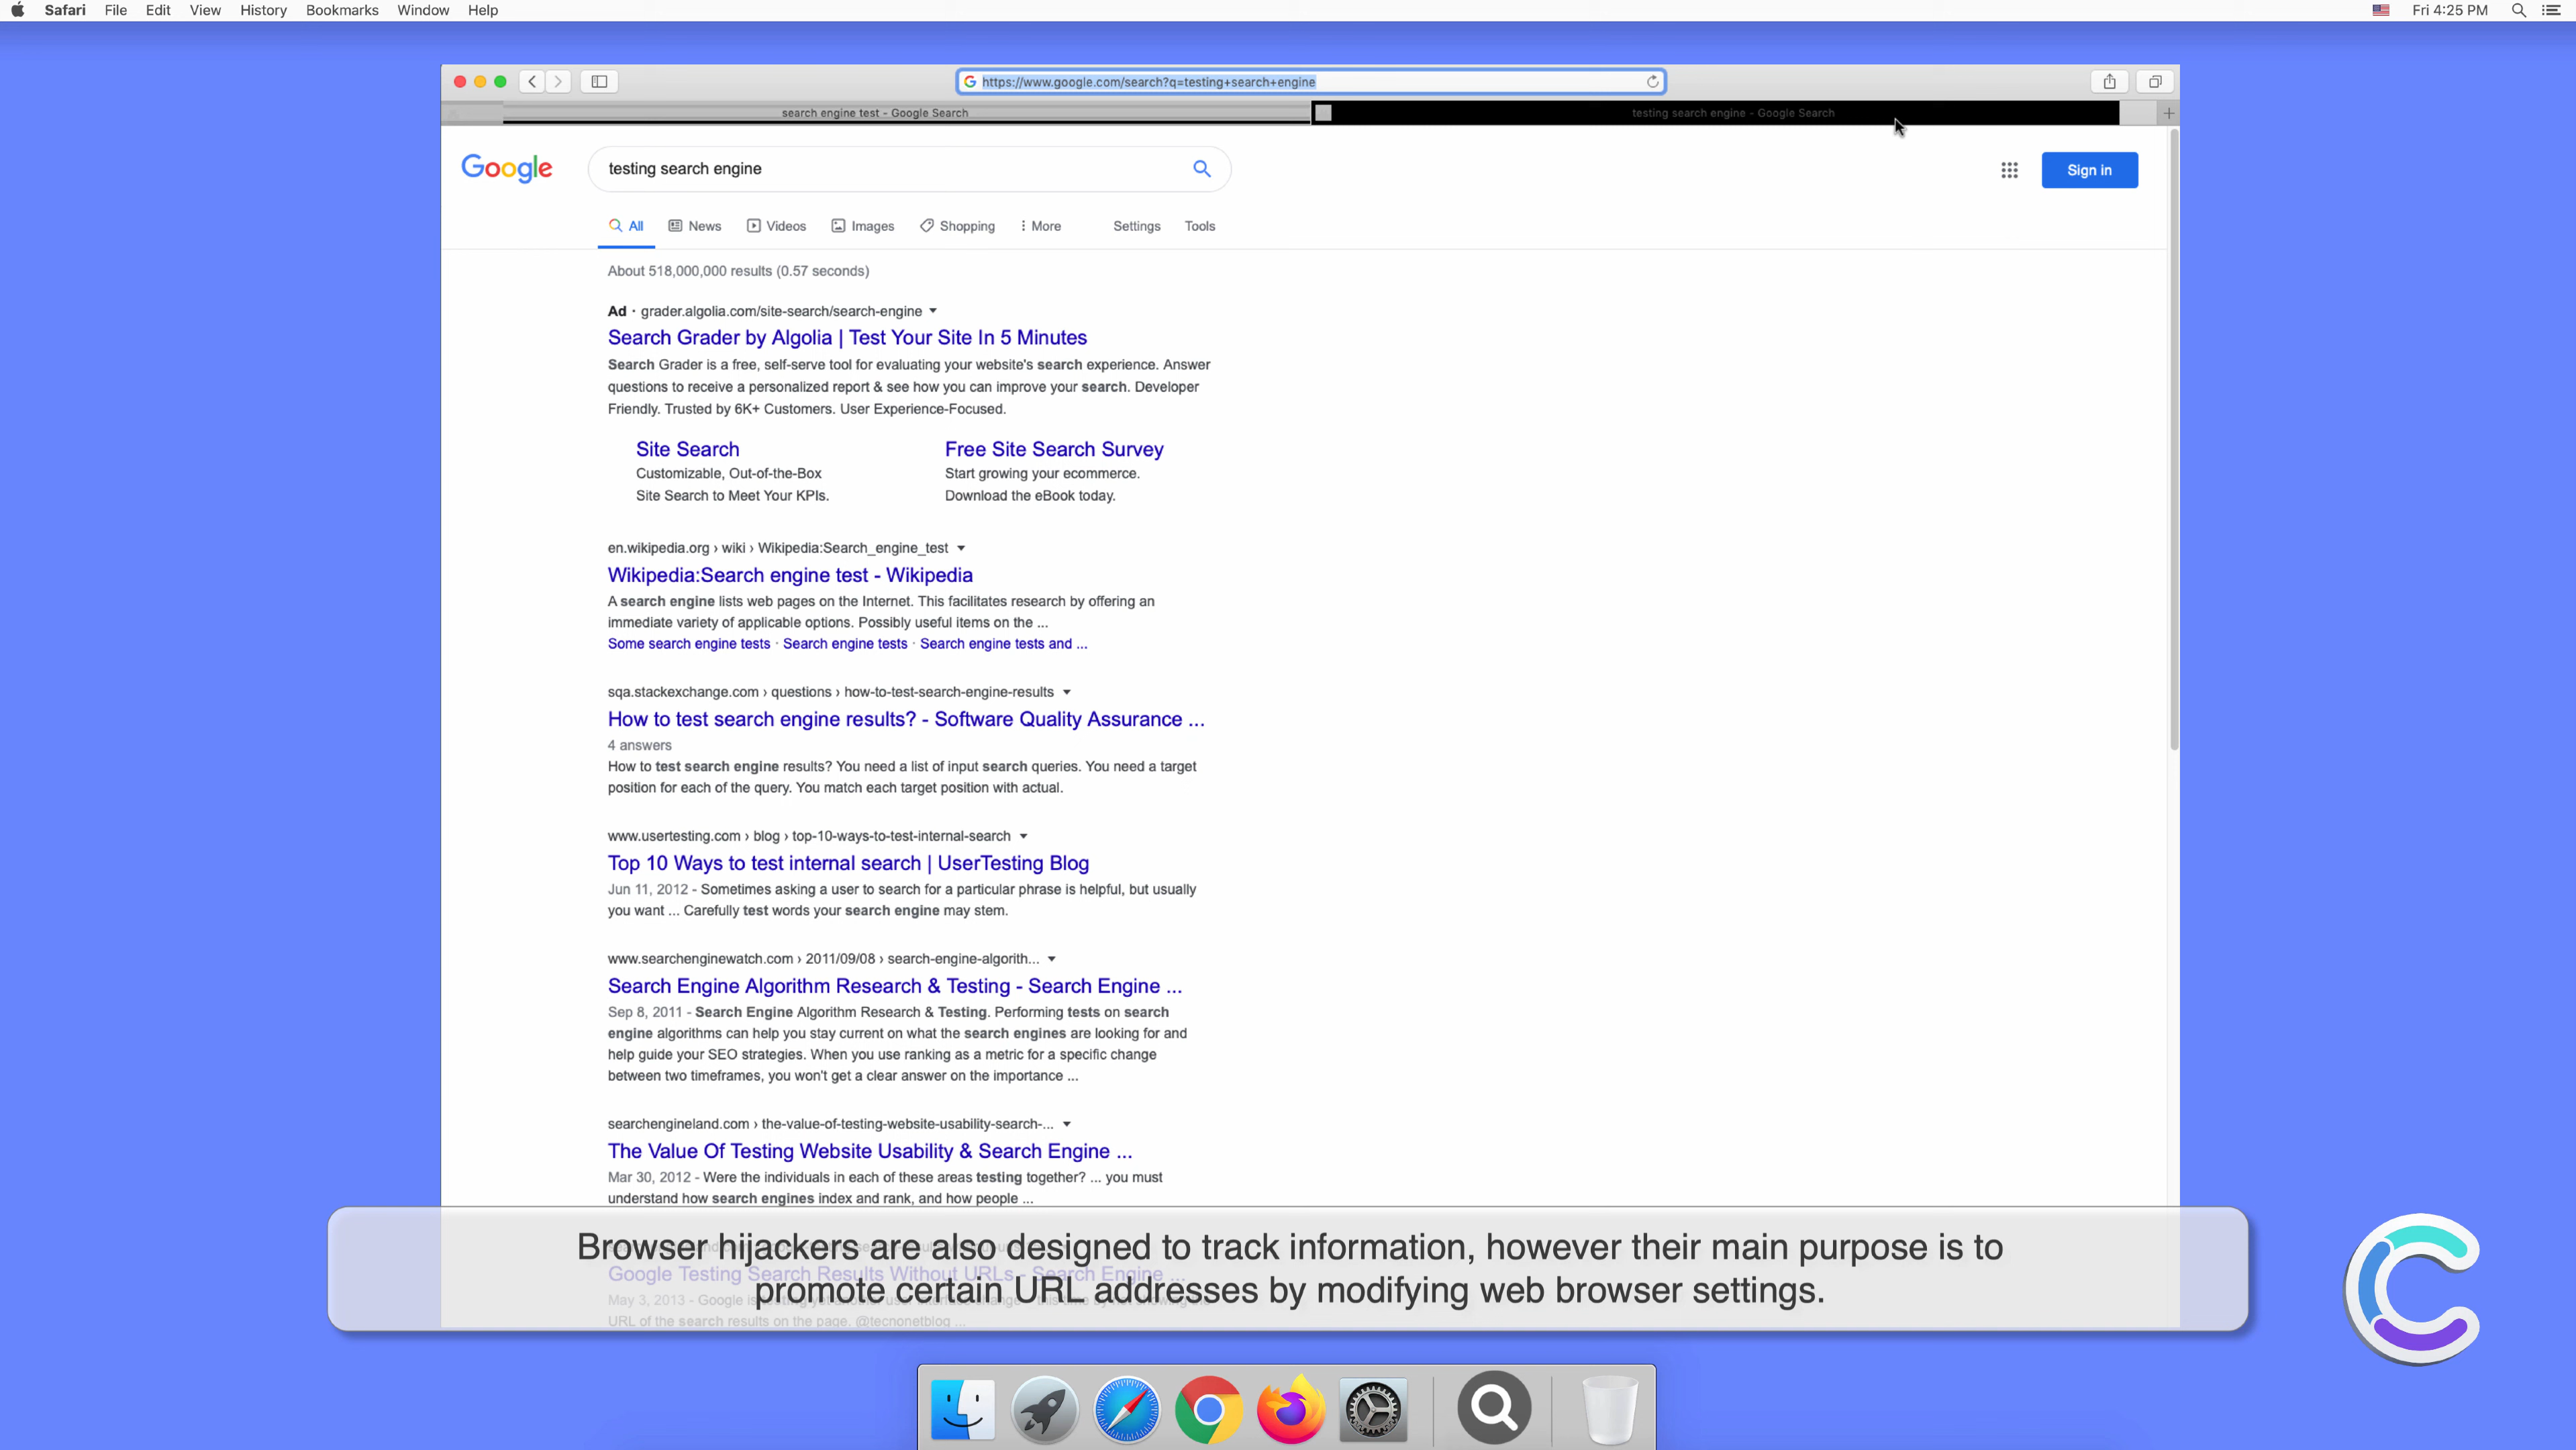 Safari File Edit View History Bookmarks Window Help Fri 4:25 PM
https://www.google.com/search?q=testing+search+engine
search engine test - Google Search testing search engine - Google Search
Google testing search engine Sign in
All News Videos Images Shopping More Settings Tools
About 518,000,000 results (0.57 seconds)
Ad · grader.algolia.com/site-search/search-engine
Search Grader by Algolia | Test Your Site In 5 Minutes
Search Grader is a free, self-serve tool for evaluating your website's search experience. Answer
questions to receive a personalized report & see how you can improve your search. Developer
Friendly. Trusted by 6K+ Customers. User Experience-Focused.
Site Search Free Site Search Survey
Customizable, Out-of-the-Box Start growing your ecommerce.
Site Search to Meet Your KPIs. Download the eBook today.
en.wikipedia.org › wiki › Wikipedia:Search_engine_test
Wikipedia:Search engine test - Wikipedia
A search engine lists web pages on the Internet. This facilitates research by offering an
immediate variety of applicable options. Possibly useful items on the ...
Some search engine tests · Search engine tests · Search engine tests and ...
sqa.stackexchange.com › questions › how-to-test-search-engine-results
How to test search engine results? - Software Quality Assurance ...
4 answers
How to test search engine results? You need a list of input search queries. You need a target
position for each of the query. You match each target position with actual.
www.usertesting.com › blog › top-10-ways-to-test-internal-search
Top 10 Ways to test internal search | UserTesting Blog
Jun 11, 2012 - Sometimes asking a user to search for a particular phrase is helpful, but usually
you want ... Carefully test words your search engine may stem.
www.searchenginewatch.com › 2011/09/08 › search-engine-algorith...
Search Engine Algorithm Research & Testing - Search Engine ...
Sep 8, 2011 - Search Engine Algorithm Research & Testing. Performing tests on search
engine algorithms can help you stay current on what the search engines are looking for and
help guide your SEO strategies. When you use ranking as a metric for a specific change
between two timeframes, you won't get a clear answer on the importance ...
searchengineland.com › the-value-of-testing-website-usability-search-...
The Value Of Testing Website Usability & Search Engine ...
Mar 30, 2012 - Were the individuals in each of these areas testing together? ... you must
understand how search engines index and rank, and how people ...
Browser hijackers are also designed to track information, however their main purpose is to
Google Testing Search Results Without URLs - Search Engine ...
promote certain URL addresses by modifying web browser settings.
May 3, 2013 - Google is
URL of the search results on the page. @tecnonetblog ...